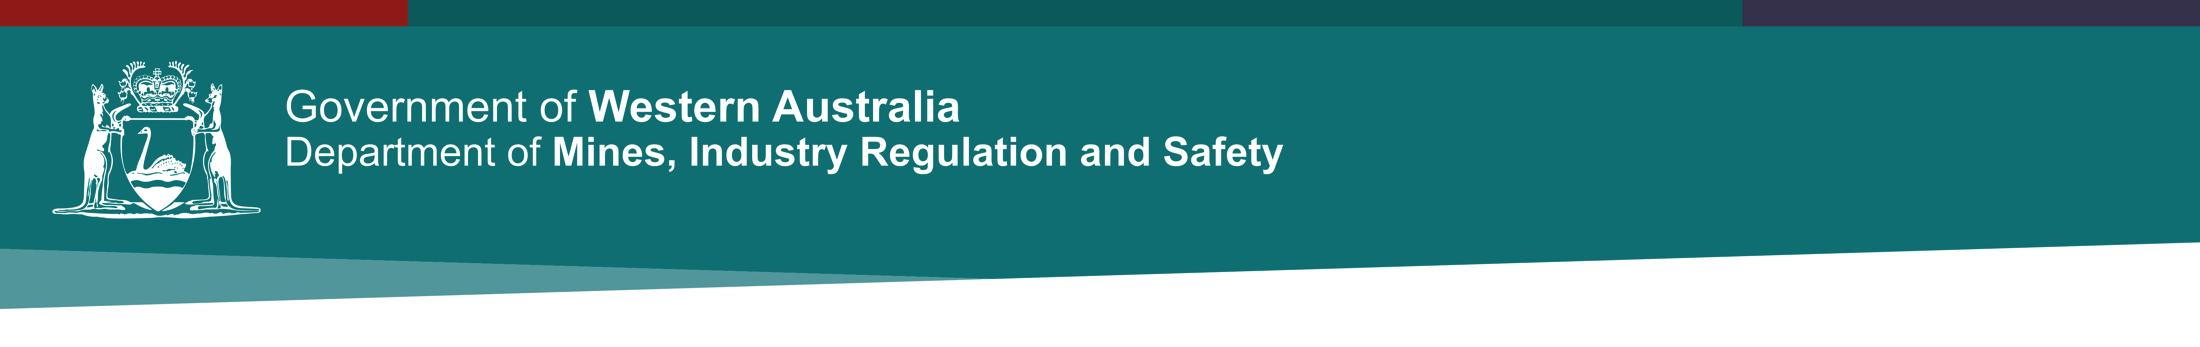 Government of Western Australia
Department of Mines, Industry Regulation and Safety